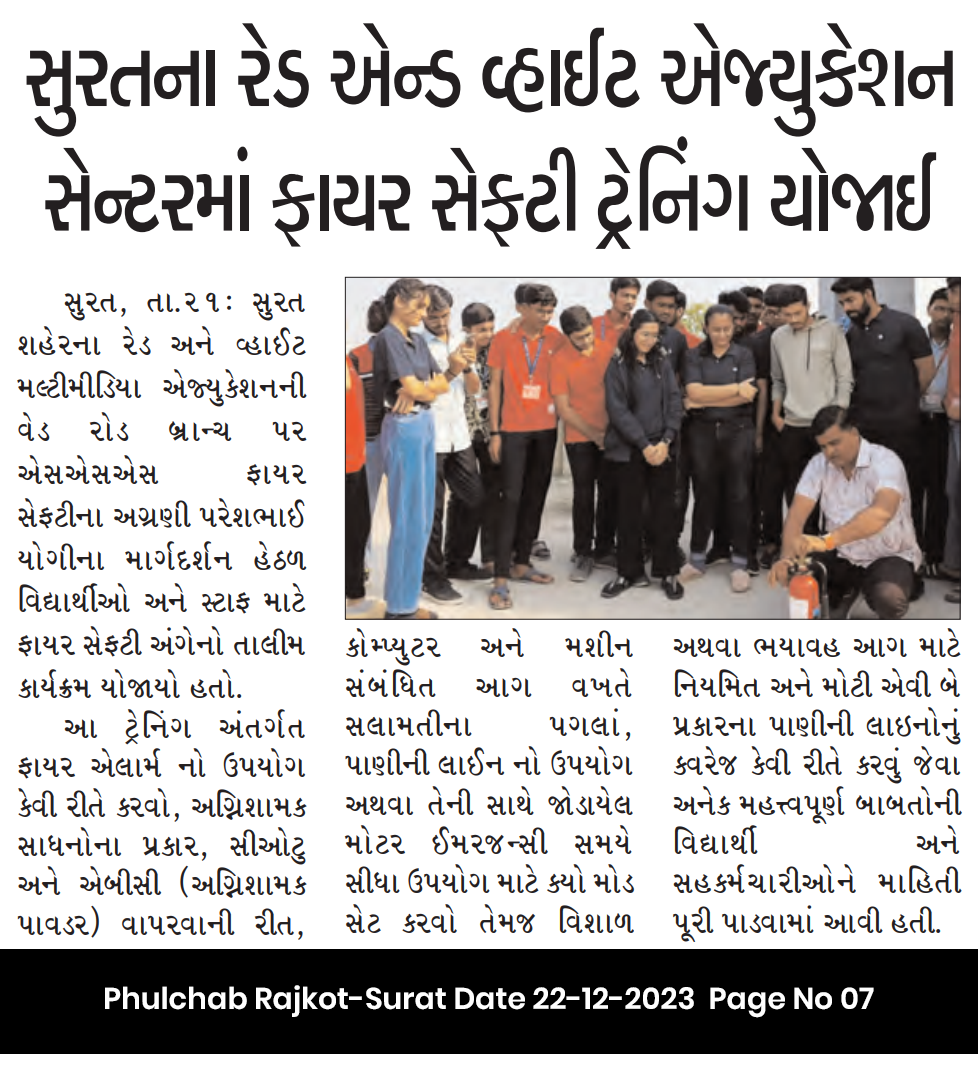 સુરતના રેડ એન્ડ વ્હાઈટ એજ્યુકેશન
સેન્ટરમાં ફાયર સેફટી ટ્રેનિંગ યોજાઈ
સુરત, તા.૨૧: સુરત
શહેરના રેડ અને વ્હાઈટ
મલ્ટીમીડિયા એજ્યુકેશનની
વેડ રોડ બ્રાન્ચ પર
એસએસએસ ફાયર
સેફટીના અગ્રણી પરેશભાઈ
યોગીના માર્ગદર્શન હેઠળ
વિદ્યાર્થીઓ અને સ્ટાફ માટે
ફાયર સેફટી અંગેનો તાલીમ
કાર્યક્રમ યોજાયો હતો.
આ ટ્રેનિંગ અંતર્ગત
ફાયર એલાર્મ નો ઉપયોગ
કેવી રીતે કરવો, અગ્નિશામક
સાધનોના પ્રકાર, સીઓટુ
અને એબીસી (અગ્નિશામક
પાવડર) વાપરવાની રીત,
કોમ્પ્યુટર અને મશીન
સંબંધિત આગ વખતે
સલામતીના પગલાં,
પાણીની લાઈન નો ઉપયોગ
અથવા તેની સાથે જોડાયેલ
મોટર ઈમરજન્સી સમયે
સીધા ઉપયોગ માટે ક્યો મોડ
સેટ કરવો તેમજ વિશાળ
અથવા ભયાવહ આગ માટે
નિયમિત અને મોટી એવી બે
પ્રકારના પાણીની લાઇનોનું
ક્વરેજ કેવી રીતે કરવું જેવા
અનેક મહત્ત્વપૂર્ણ બાબતોની
વિદ્યાર્થી અને
સહકર્મચારીઓને માહિતી
પૂરી પાડવામાં આવી હતી.
Phulchab Rajkot-Surat Date 22-12-2023 Page No 07